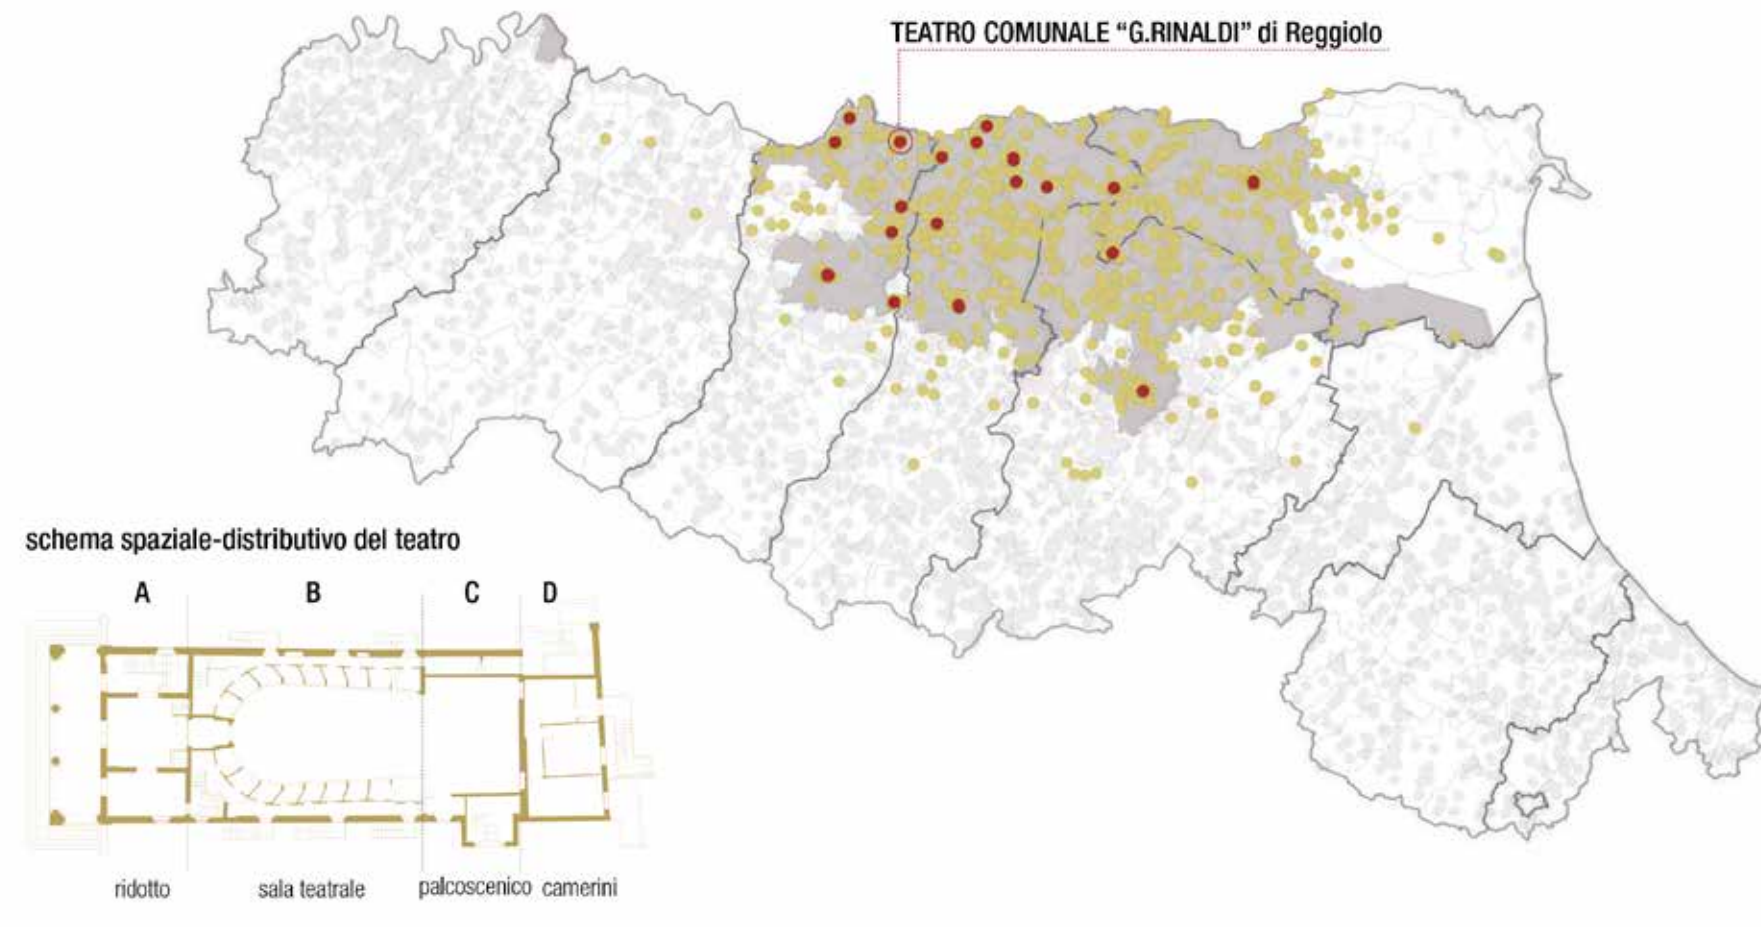 TEATRO COMUNALE “G.RINALDI” di Reggiolo
schema spaziale-distributivo del teatro
A B C D
ridotto sala teatrale palcoscenico camerini